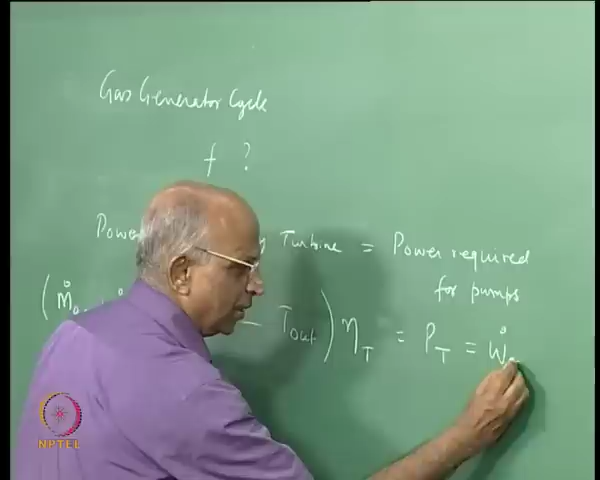 Gas Generator Cycle
f ?
Power Turbine = Power required
for pumps
(ṁ — T_out) η_T = P_T = Ẇ
NPTEL